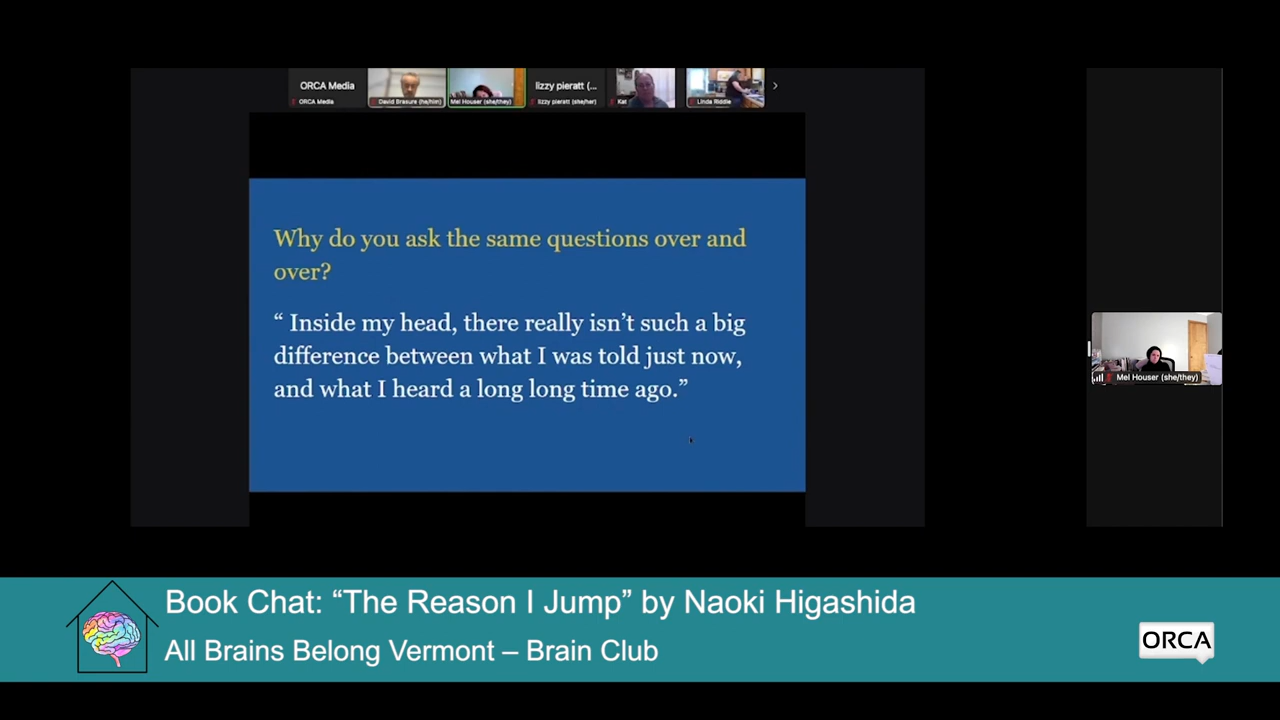 ORCA Media
lizzy pieratt (...
ORCA Media
David Brasure (he/him)
Mel Houser (she/they)
lizzy pieratt (she/her)
Kat
Linda Riddle
Why do you ask the same questions over and
over?
“ Inside my head, there really isn’t such a big
difference between what I was told just now,
and what I heard a long long time ago.”
Mel Houser (she/they)
Book Chat: “The Reason I Jump” by Naoki Higashida
All Brains Belong Vermont – Brain Club
ORCA